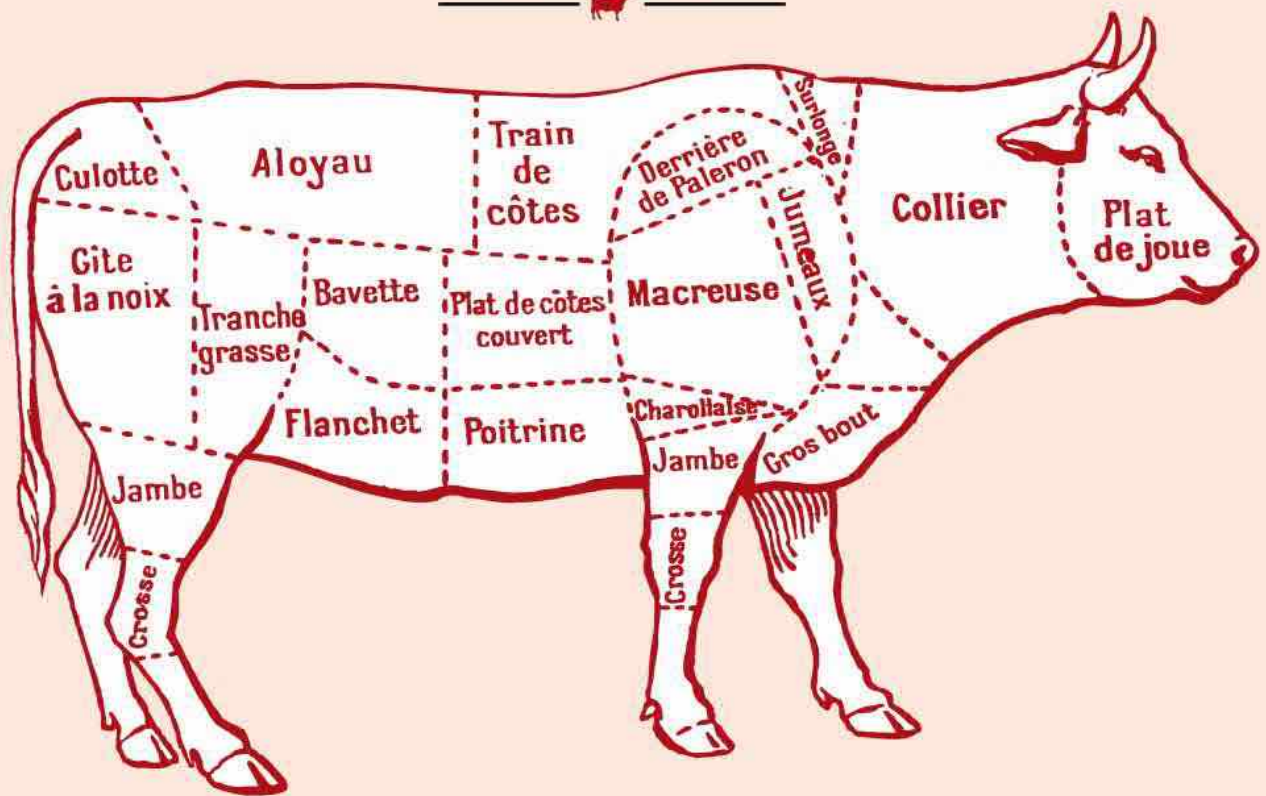 Culotte
Aloyau
Train
de
côtes
Surlonge
Derrière
de Paleron
Collier
Plat
de joue
Gîte
à la noix
Tranche
grasse
Bavette
Plat de côtes
couvert
Macreuse
Jumeaux
Flanchet
Poitrine
Charollaise
Gros bout
Jambe
Jambe
Crosse
Crosse